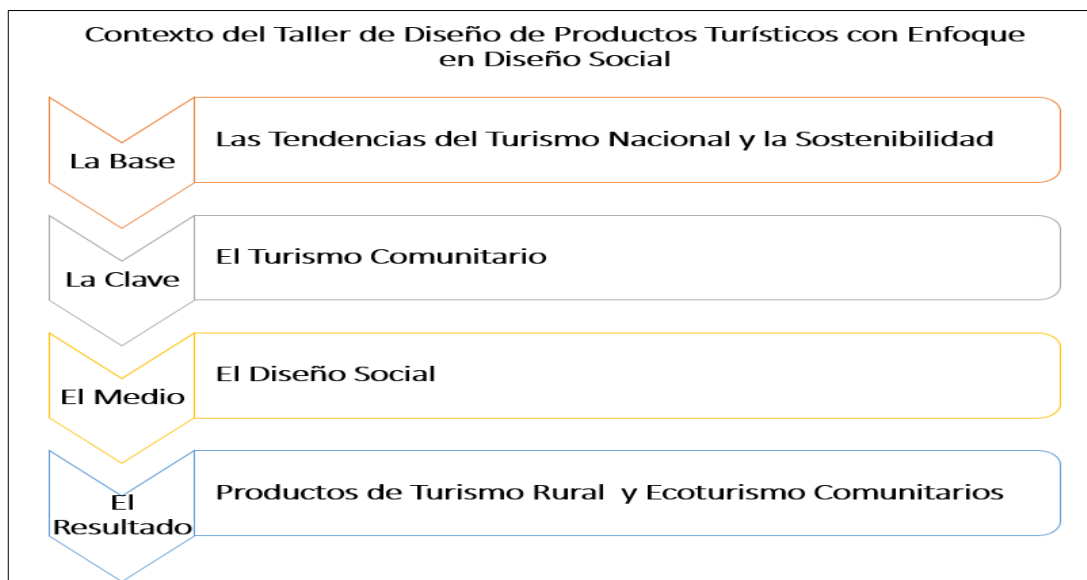 Contexto del Taller de Diseño de Productos Turísticos con Enfoque
en Diseño Social
La Base
Las Tendencias del Turismo Nacional y la Sostenibilidad
La Clave
El Turismo Comunitario
El Medio
El Diseño Social
El
Resultado
Productos de Turismo Rural y Ecoturismo Comunitarios